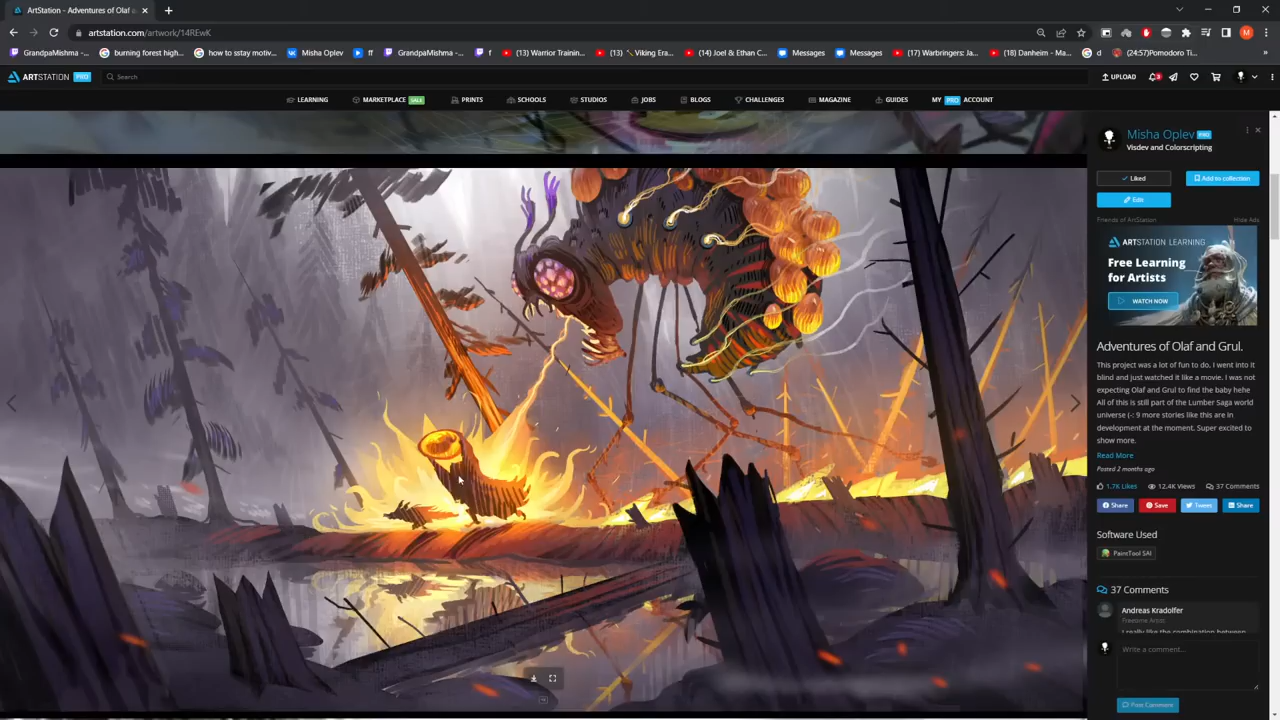 ArtStation - Adventures of Olaf a
artstation.com/artwork/14REwK
GrandpaMishma - ... burning forest high... how to sstay motiv... Misha Oplev ff GrandpaMishma - ... f (13) Warrior Trainin... (13) Viking Era... (14) Joel & Ethan C... Messages Messages (17) Warbringers: Ja... (18) Danheim - Ma... d (24:57)Pomodoro Ti...
ARTSTATION PRO Search UPLOAD
LEARNING MARKETPLACE SALE PRINTS SCHOOLS STUDIOS JOBS BLOGS CHALLENGES MAGAZINE GUIDES MY PRO ACCOUNT
Misha Oplev PRO
Visdev and Colorscripting
Liked Add to collection
Edit
Friends of ArtStation Hide Ads
ARTSTATION LEARNING
Free Learning
for Artists
WATCH NOW
Adventures of Olaf and Grul.
This project was a lot of fun to do. I went into it
blind and just watched it like a movie. I was not
expecting Olaf and Grul to find the baby hehe
All of this is still part of the Lumber Saga world
universe (-: 9 more stories like this are in
development at the moment. Super excited to
show more.
Read More
Posted 2 months ago
1.7K Likes 12.4K Views 37 Comments
Share Save Tweet Share
Software Used
PaintTool SAI
37 Comments
Andreas Kradolfer
Freetime Artist
I really like the combination between
Write a comment...
Post Comment